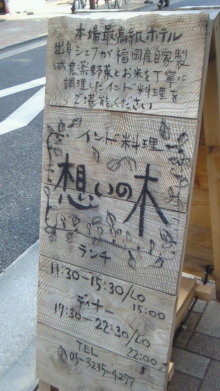 本場最高級ホテル
出身シェフが福岡産自家製
減農薬野菜とお米を丁寧に
調理したインド料理を
ご堪能ください
インド料理
想いの木
ランチ
11:30-15:30/LO
15:00
ディナー
17:30-22:30/LO
22:00
TEL
03-3235-4277